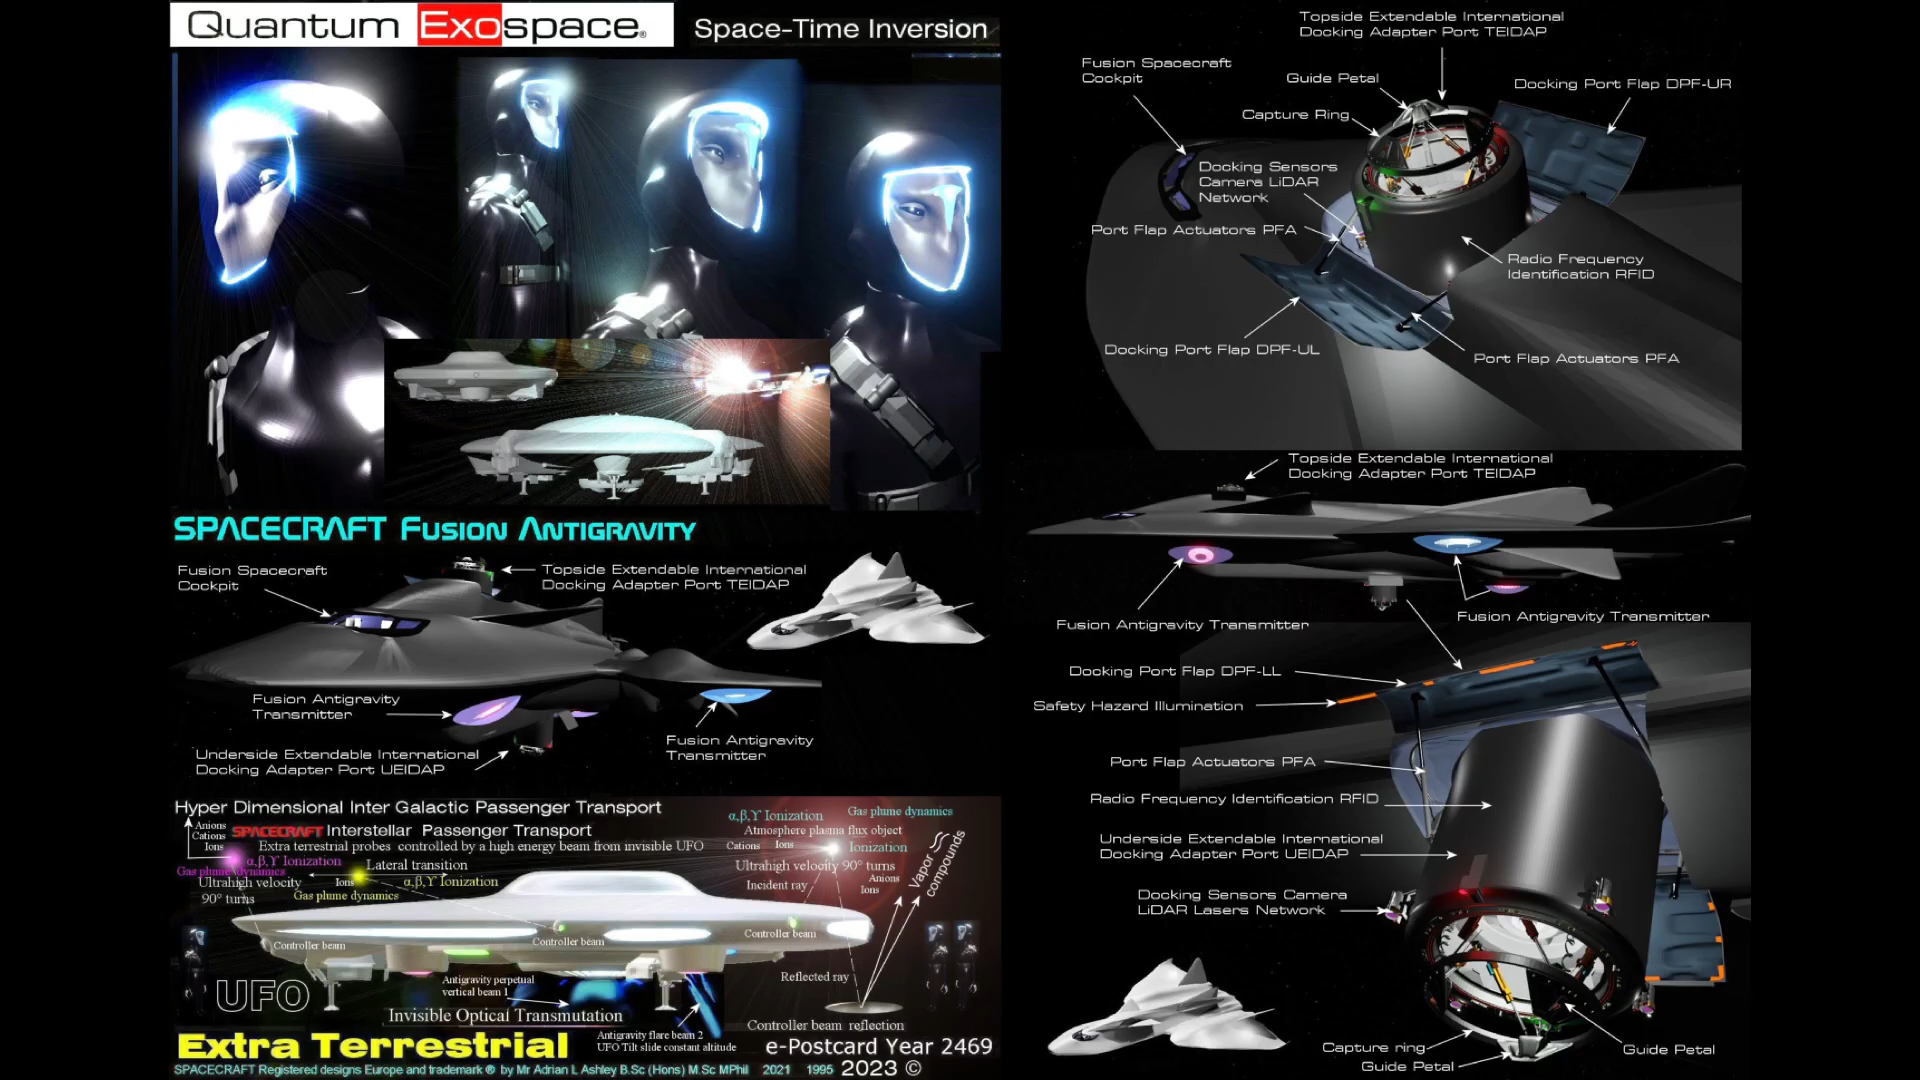 Quantum Exospace®
Space-Time Inversion
SPACECRAFT Fusion Antigravity
Fusion Spacecraft
Cockpit
Topside Extendable International
Docking Adapter Port TEIDAP
Fusion Antigravity
Transmitter
Underside Extendable International
Docking Adapter Port UEIDAP
Fusion Antigravity
Transmitter
Hyper Dimensional Inter Galactic Passenger Transport
SPACECRAFT Interstellar Passenger Transport
Extra terrestrial probes controlled by a high energy beam from invisible UFO
Anions
Cations
Ions
α,β,ϒ Ionization
Gas plume dynamics
Ultrahigh velocity
90° turns
Lateral transition
Ions
α,β,ϒ Ionization
Gas plume dynamics
α,β,ϒ Ionization
Gas plume dynamics
Atmosphere plasma flux object
Cations
Ions
Ionization
Ultrahigh velocity 90° turns
Incident ray
Anions
Ions
Vapor
compounds
Controller beam
Controller beam
Controller beam
Reflected ray
UFO
Antigravity perpetual
vertical beam 1
Invisible Optical Transmutation
Antigravity flare beam 2
UFO Tilt slide constant altitude
Controller beam reflection
Extra Terrestrial
e-Postcard Year 2469
SPACECRAFT Registered designs Europe and trademark ® by Mr Adrian L Ashley B.Sc (Hons) M.Sc MPhil 2021 1995 2023 ©
Topside Extendable International
Docking Adapter Port TEIDAP
Fusion Spacecraft
Cockpit
Guide Petal
Docking Port Flap DPF-UR
Capture Ring
Docking Sensors
Camera LiDAR
Network
Port Flap Actuators PFA
Radio Frequency
Identification RFID
Docking Port Flap DPF-UL
Port Flap Actuators PFA
Topside Extendable International
Docking Adapter Port TEIDAP
Fusion Antigravity Transmitter
Fusion Antigravity Transmitter
Docking Port Flap DPF-LL
Safety Hazard Illumination
Port Flap Actuators PFA
Radio Frequency Identification RFID
Underside Extendable International
Docking Adapter Port UEIDAP
Docking Sensors Camera
LiDAR Lasers Network
Capture ring
Guide Petal
Guide Petal